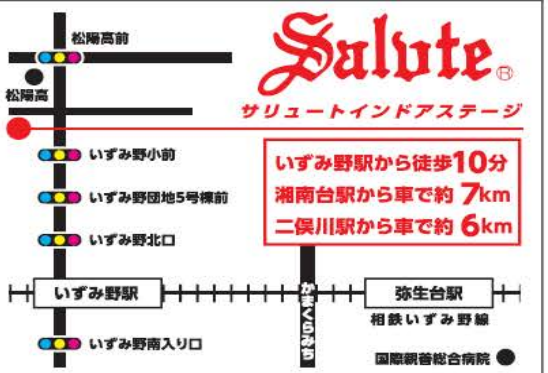 松陽高前
松陽高
Salute®
サリュートインドアステージ
いずみ野小前
いずみ野団地5号棟前
いずみ野北口
いずみ野駅から徒歩10分
湘南台駅から車で約 7km
二俣川駅から車で約 6km
いずみ野駅
かまくらみち
弥生台駅
相鉄いずみ野線
いずみ野南入り口
国際親善総合病院